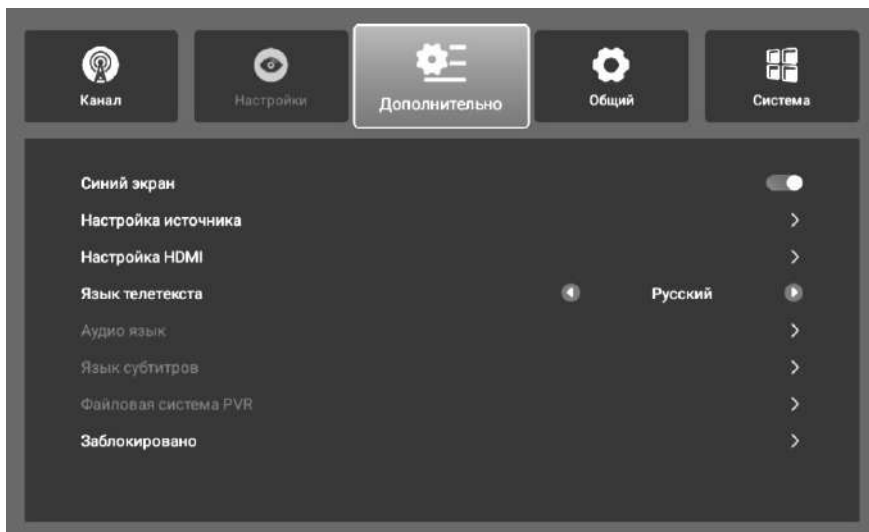 Канал
Настройки
Дополнительно
Общий
Система
Синий экран
Настройка источника
Настройка HDMI
Язык телетекста
Русский
Аудио язык
Язык субтитров
Файловая система PVR
Заблокировано